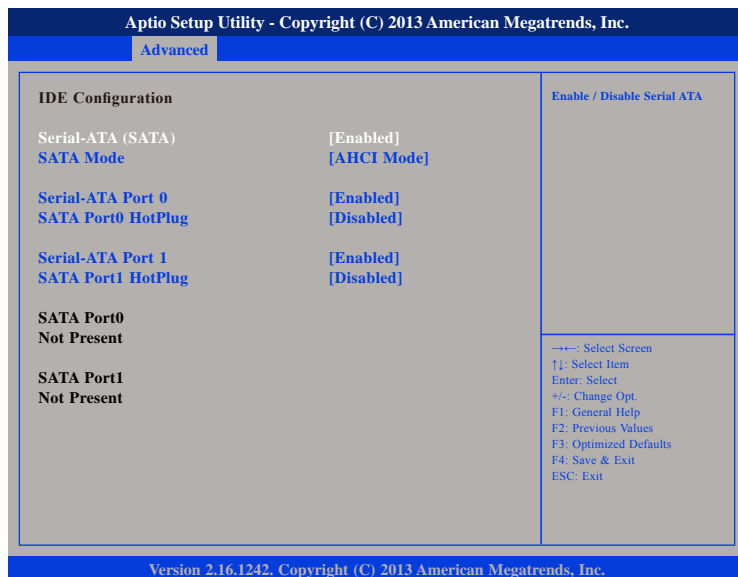 Aptio Setup Utility - Copyright (C) 2013 American Megatrends, Inc.
Advanced
IDE Configuration
Serial-ATA (SATA) [Enabled]
SATA Mode [AHCI Mode]
Serial-ATA Port 0 [Enabled]
SATA Port0 HotPlug [Disabled]
Serial-ATA Port 1 [Enabled]
SATA Port1 HotPlug [Disabled]
SATA Port0
Not Present
SATA Port1
Not Present
Enable / Disable Serial ATA
→←: Select Screen
↑↓: Select Item
Enter: Select
+/-: Change Opt.
F1: General Help
F2: Previous Values
F3: Optimized Defaults
F4: Save & Exit
ESC: Exit
Version 2.16.1242. Copyright (C) 2013 American Megatrends, Inc.